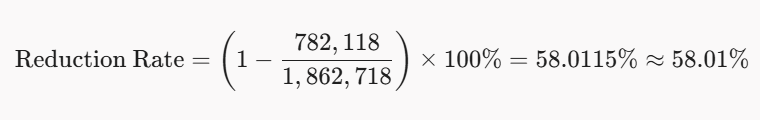 Reduction Rate = (1 − 782,118/1,862,718) × 100% = 58.0115% ≈ 58.01%